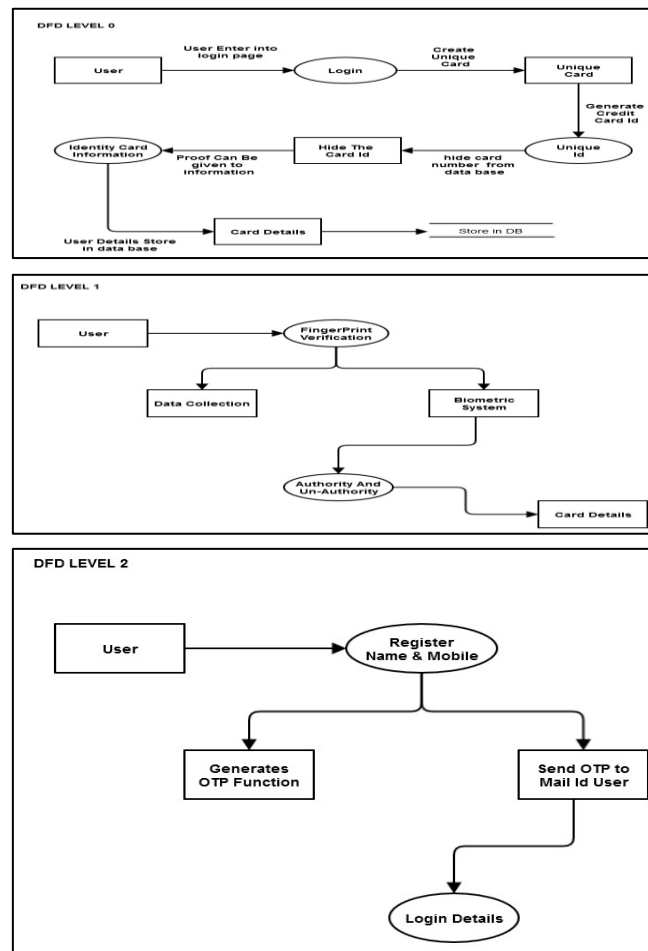 DFD LEVEL 0
User Enter into
login page
Create
Unique
Card
User
Login
Unique
Card
Generate
Credit
Card Id
Identity Card
Information
Proof Can Be
given to
information
Hide The
Card Id
hide card
number from
data base
Unique
Id
User Details Store
in data base
Card Details
Store in DB
DFD LEVEL 1
User
FingerPrint
Verification
Data Collection
Biometric
System
Authority And
Un-Authority
Card Details
DFD LEVEL 2
User
Register
Name & Mobile
Generates
OTP Function
Send OTP to
Mail Id User
Login Details